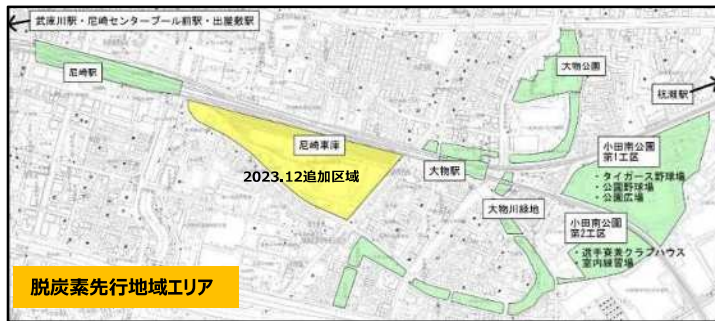 武庫川駅・尼崎センタープール前駅・出屋敷駅
尼崎駅
大物公園
杭瀬駅
尼崎車庫
2023.12追加区域
大物駅
小田南公園
第1工区
・タイガース野球場
・公園野球場
・公園広場
大物川緑地
小田南公園
第2工区
・選手寮兼クラブハウス
・室内練習場
脱炭素先行地域エリア